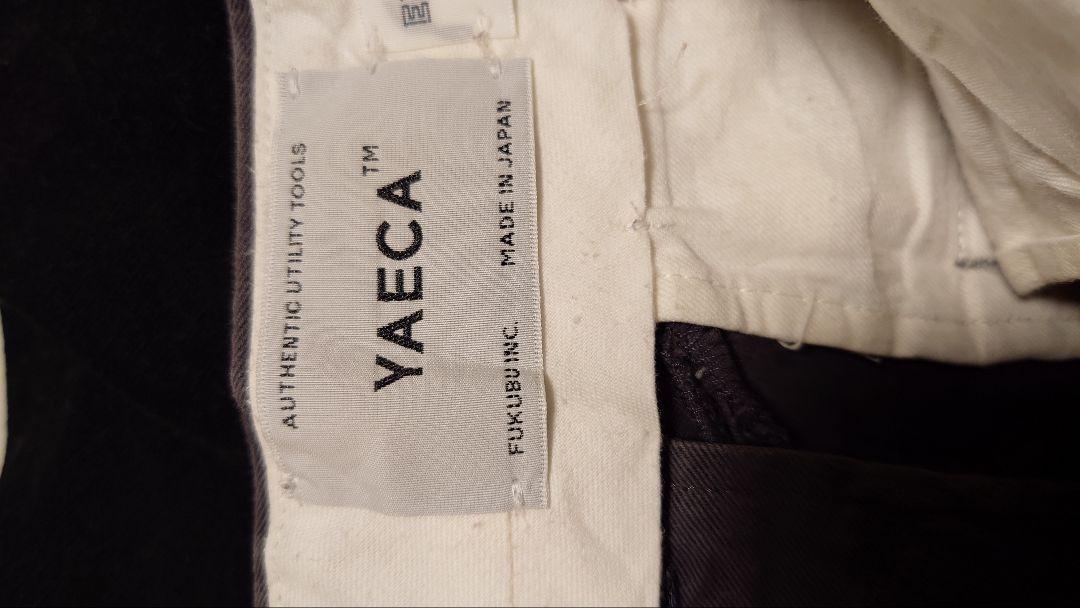 AUTHENTIC UTILITY TOOLS
YAECA™
FUKUBU INC. MADE IN JAPAN